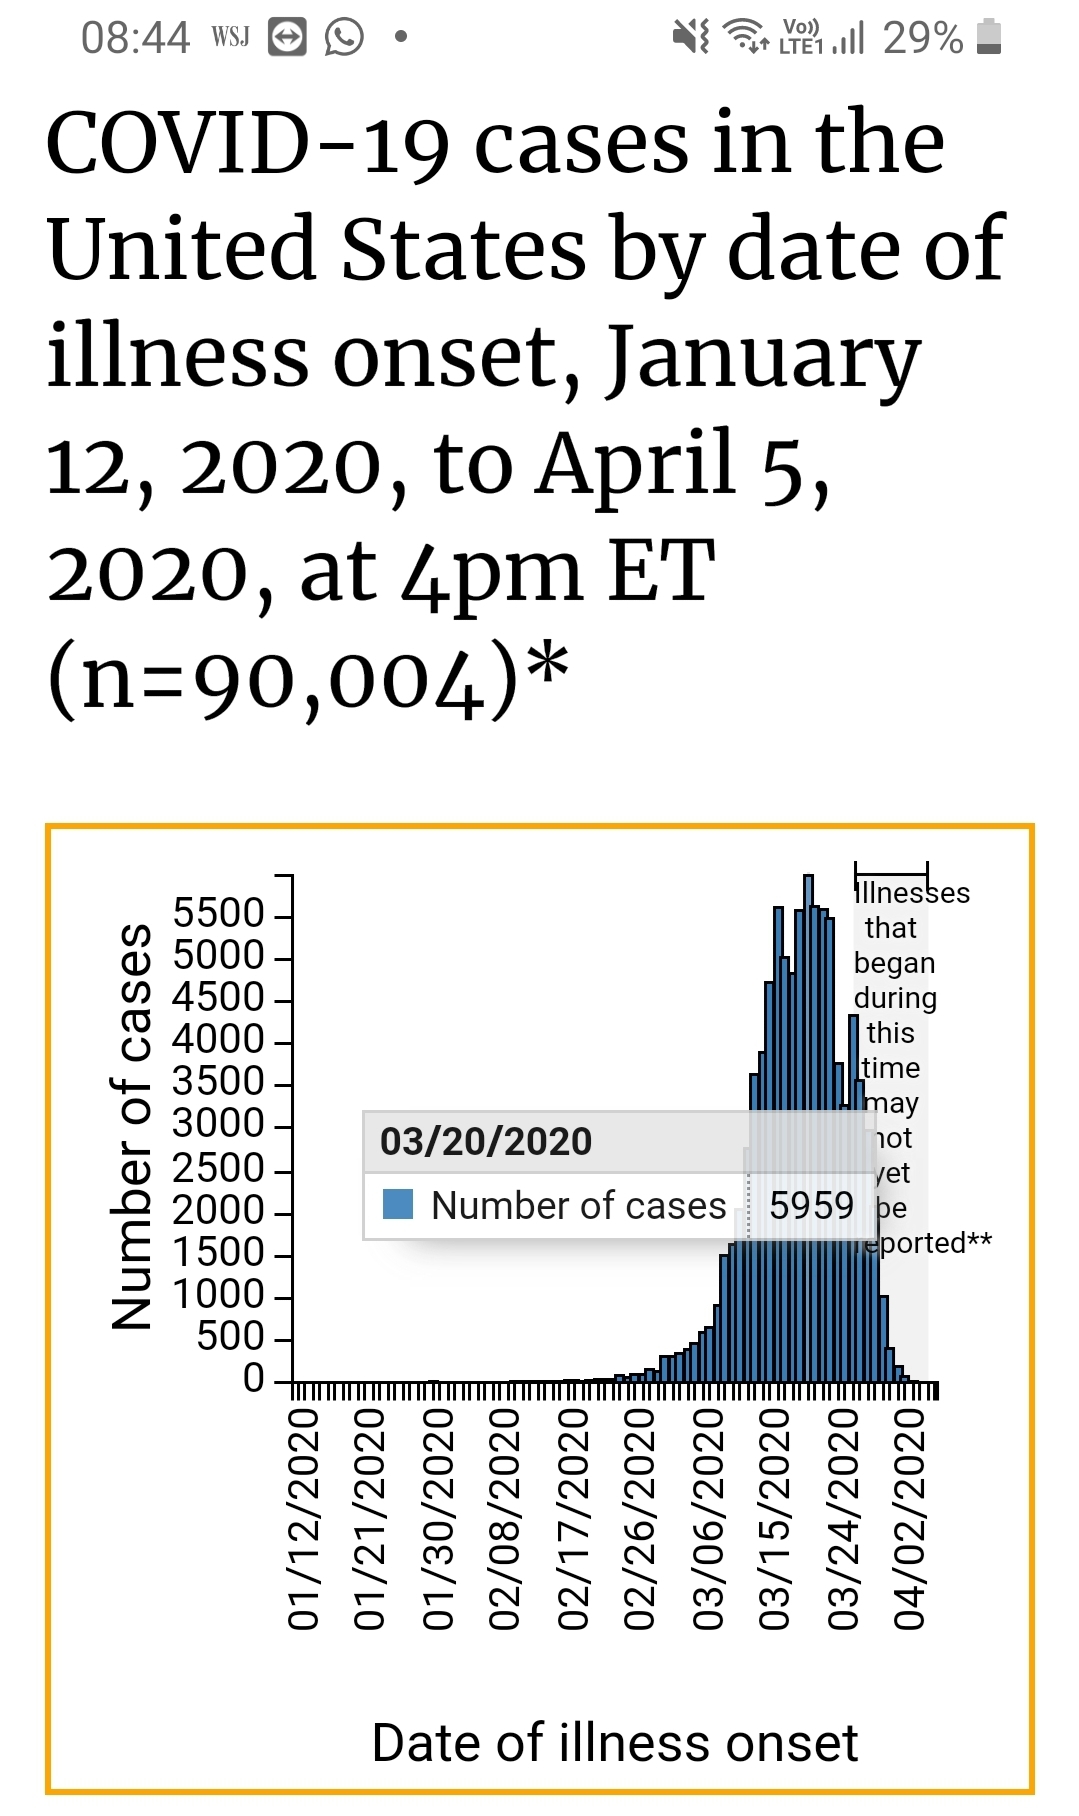 08:44 WSJ Vo)) LTE1 29%
COVID-19 cases in the
United States by date of
illness onset, January
12, 2020, to April 5,
2020, at 4pm ET
(n=90,004)*
Number of cases
5500
5000
4500
4000
3500
3000
2500
2000
1500
1000
500
0
Illnesses
that
began
during
this
time
may
not
yet
be
reported**
03/20/2020
Number of cases 5959
01/12/2020
01/21/2020
01/30/2020
02/08/2020
02/17/2020
02/26/2020
03/06/2020
03/15/2020
03/24/2020
04/02/2020
Date of illness onset